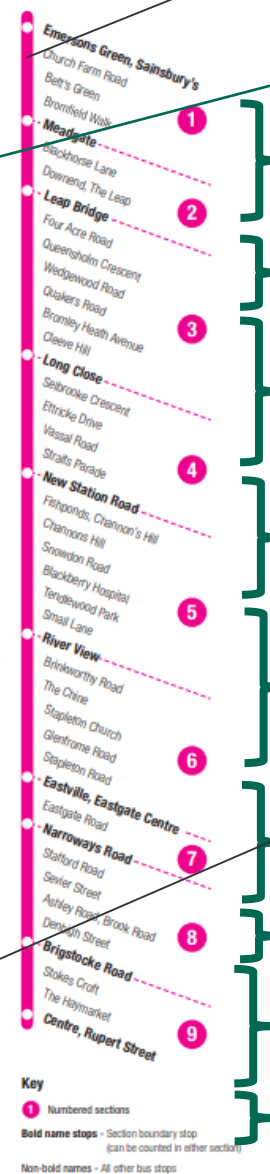 Emersons Green, Sainsbury's
Church Farm Road
Bett's Green
Bromfield Walk
1
Meadgate
Blackhorse Lane
Downend, The Leap
2
Leap Bridge
Four Acre Road
Queensholm Crescent
Wedgewood Road
Quakers Road
3
Bromley Heath Avenue
Cleeve Hill
Long Close
Selbrooke Crescent
Ettricke Drive
Vassal Road
4
Straits Parade
New Station Road
Fishponds, Channon's Hill
Channons Hill
Snowdon Road
Blackberry Hospital
5
Tendlewood Park
Small Lane
River View
Brinkworthy Road
The Chine
Stapleton Church
Glenfrome Road
6
Stapleton Road
Eastville, Eastgate Centre
Eastgate Road
7
Narroways Road
Stafford Road
Sevier Street
Ashley Road, Brook Road
8
Denbigh Street
Brigstocke Road
Stokes Croft
The Haymarket
9
Centre, Rupert Street
Key
1 Numbered sections
Bold name stops - Section boundary stop
(can be counted in either section)
Non-bold names - All other bus stops